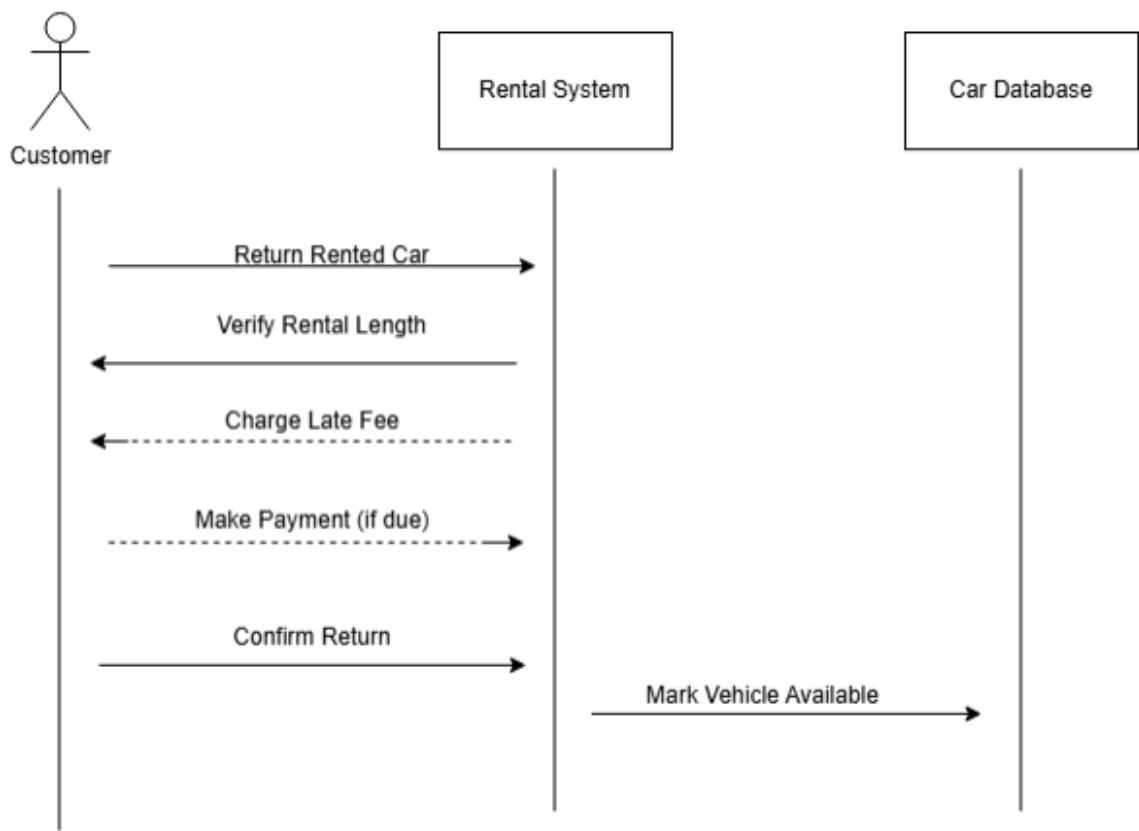 Rental System
Car Database
Customer
Return Rented Car
Verify Rental Length
Charge Late Fee
Make Payment (if due)
Confirm Return
Mark Vehicle Available